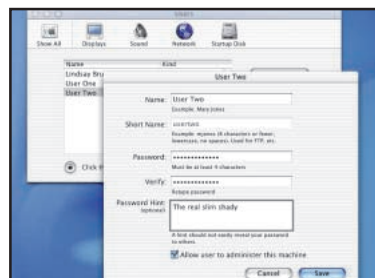 Users
Show All Displays Sound Network Startup Disk
Name Kind
Lindsay Bru
User One
User Two
User Two
Name: User Two
Example: Mary Jones
Short Name: usertwo
Example: mjones (8 characters or fewer,
lowercase, no spaces). Used for FTP, etc.
Password: •••••••••••••
Must be at least 4 characters
Verify: •••••••••••••
Retype password
Password Hint: The real slim shady
(optional)
A hint should not easily reveal your password
to others.
Allow user to administer this machine
Click
Cancel Save